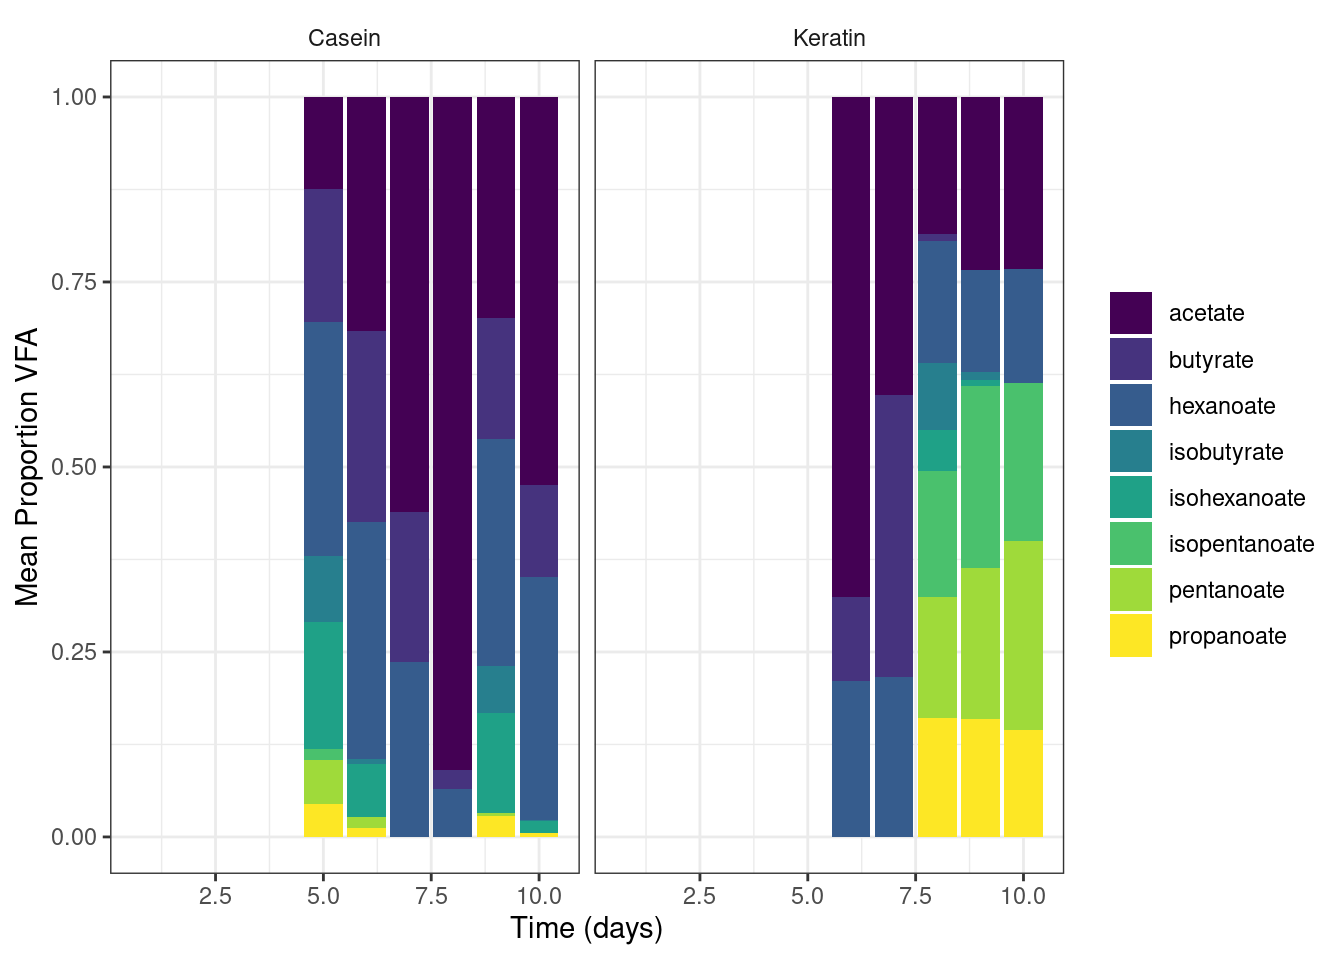 Casein
Keratin
Mean Proportion VFA
1.00
0.75
0.50
0.25
0.00
2.5
5.0
7.5
10.0
2.5
5.0
7.5
10.0
Time (days)
acetate
butyrate
hexanoate
isobutyrate
isohexanoate
isopentanoate
pentanoate
propanoate